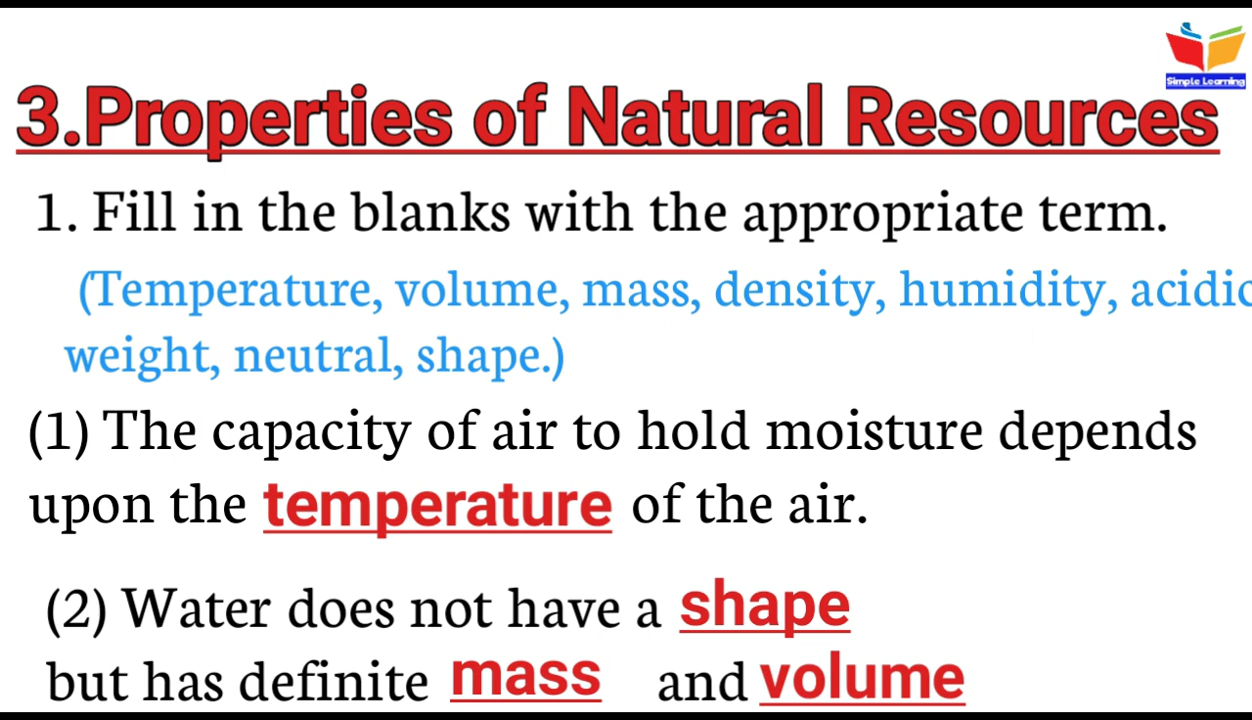 Simple Learning
3.Properties of Natural Resources
1. Fill in the blanks with the appropriate term.
(Temperature, volume, mass, density, humidity, acidic
weight, neutral, shape.)
(1) The capacity of air to hold moisture depends
upon the temperature of the air.
(2) Water does not have a shape
but has definite mass and volume